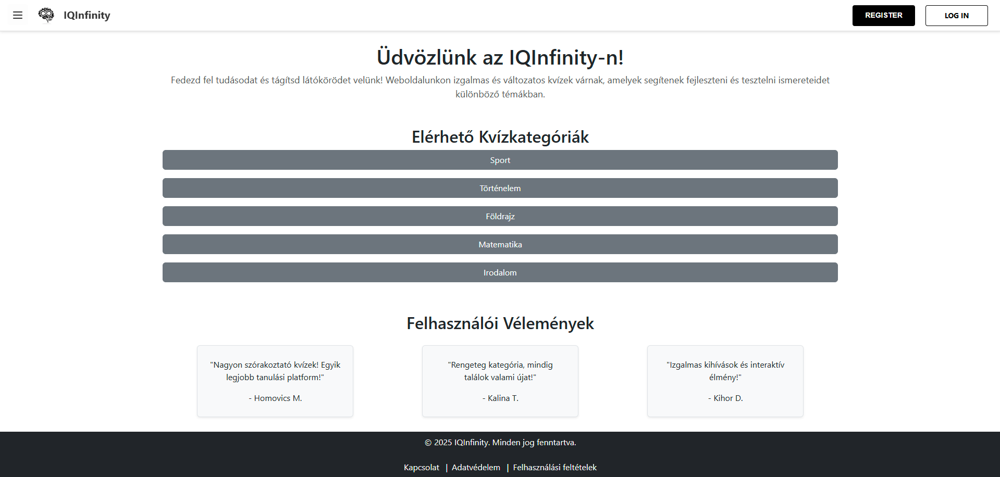 IQInfinity
REGISTER
LOG IN
Üdvözlünk az IQInfinity-n!
Fedezd fel tudásodat és tágítsd látókörödet velünk! Weboldalunkon izgalmas és változatos kvízek várnak, amelyek segítenek fejleszteni és tesztelni ismereteidet
különböző témákban.
Elérhető Kvízkategóriák
Sport
Történelem
Földrajz
Matematika
Irodalom
Felhasználói Vélemények
"Nagyon szórakoztató kvízek! Egyik
legjobb tanulási platform!"
- Homovics M.
"Rengeteg kategória, mindig
találok valami újat!"
- Kalina T.
"Izgalmas kihívások és interaktív
élmény!"
- Kihor D.
© 2025 IQInfinity. Minden jog fenntartva.
Kapcsolat | Adatvédelem | Felhasználási feltételek